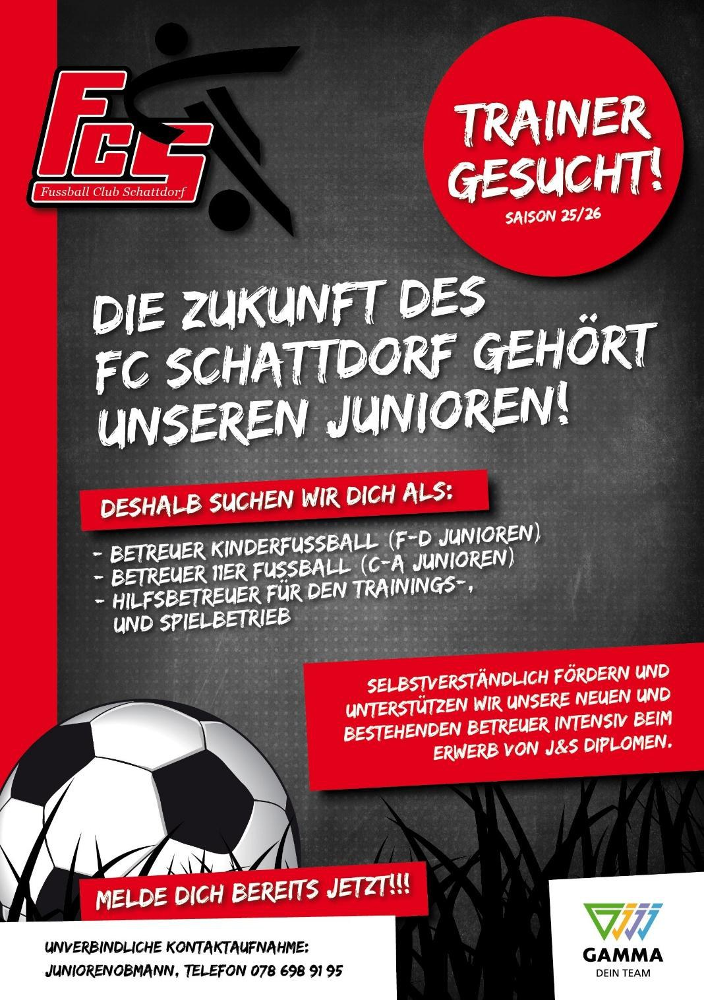 FCS
Fussball Club Schattdorf
TRAINER
GESUCHT!
SAISON 25/26
DIE ZUKUNFT DES
FC SCHATTDORF GEHÖRT
UNSEREN JUNIOREN!
DESHALB SUCHEN WIR DICH ALS:
- BETREUER KINDERFUSSBALL (F-D JUNIOREN)
- BETREUER 11ER FUSSBALL (C-A JUNIOREN)
- HILFSBETREUER FÜR DEN TRAININGS-,
UND SPIELBETRIEB
SELBSTVERSTÄNDLICH FÖRDERN UND
UNTERSTÜTZEN WIR UNSERE NEUEN UND
BESTEHENDEN BETREUER INTENSIV BEIM
ERWERB VON J&S DIPLOMEN.
MELDE DICH BEREITS JETZT!!!
UNVERBINDLICHE KONTAKTAUFNAHME:
JUNIORENOBMANN, TELEFON 078 698 91 95
GAMMA
DEIN TEAM